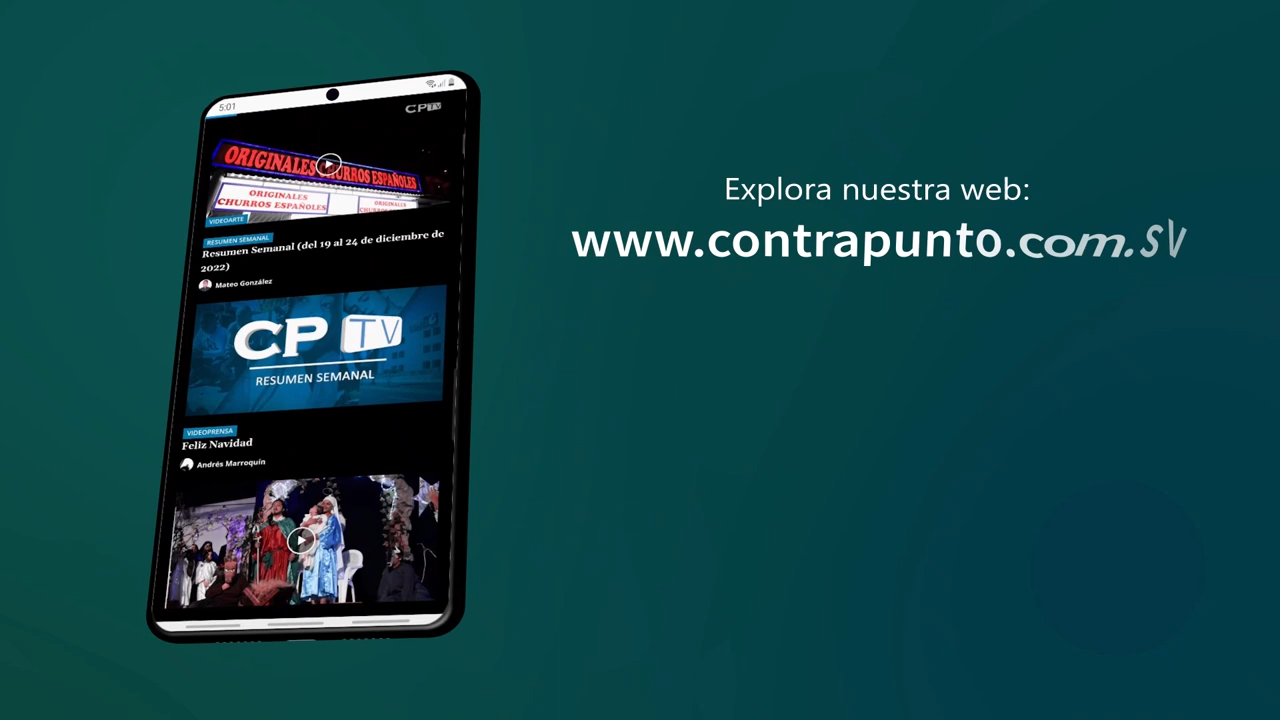 5:01
CPTV
ORIGINALES CHURROS ESPAÑOLES
ORIGINALES
CHURROS ESPAÑOLES
ORIGINALES
VIDEOARTE
RESUMEN SEMANAL
Resumen Semanal (del 19 al 24 de diciembre de
2022)
Mateo González
CP TV
RESUMEN SEMANAL
VIDEOPRENSA
Feliz Navidad
Andrés Marroquín
Explora nuestra web:
www.contrapunto.com.sv